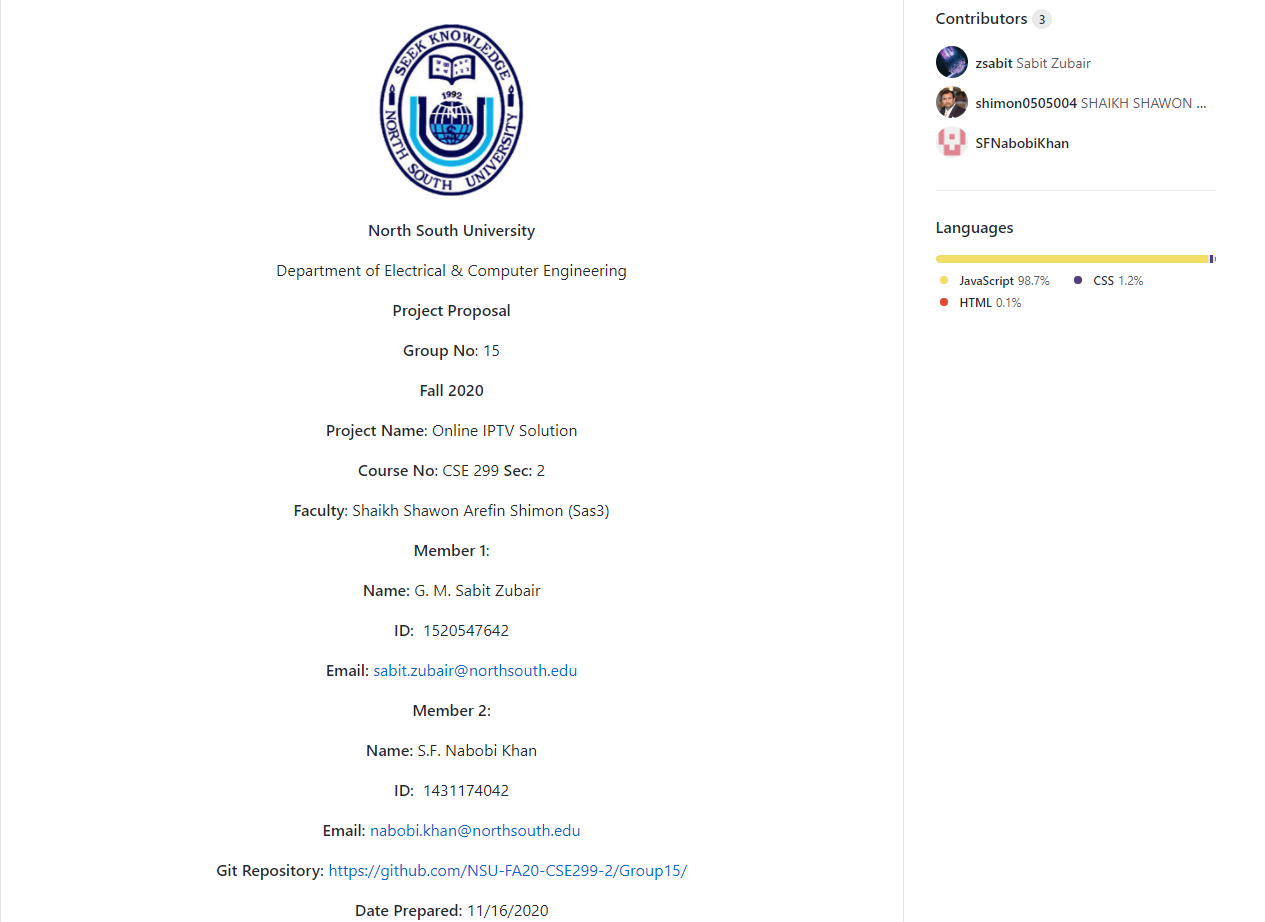 SEEK KNOWLEDGE
1992
NORTH SOUTH UNIVERSITY
North South University
Department of Electrical & Computer Engineering
Project Proposal
Group No: 15
Fall 2020
Project Name: Online IPTV Solution
Course No: CSE 299 Sec: 2
Faculty: Shaikh Shawon Arefin Shimon (Sas3)
Member 1:
Name: G. M. Sabit Zubair
ID: 1520547642
Email: sabit.zubair@northsouth.edu
Member 2:
Name: S.F. Nabobi Khan
ID: 1431174042
Email: nabobi.khan@northsouth.edu
Git Repository: https://github.com/NSU-FA20-CSE299-2/Group15/
Date Prepared: 11/16/2020
Contributors 3
zsabit Sabit Zubair
shimon0505004 SHAIKH SHAWON ...
SFNabobiKhan
Languages
JavaScript 98.7% CSS 1.2%
HTML 0.1%